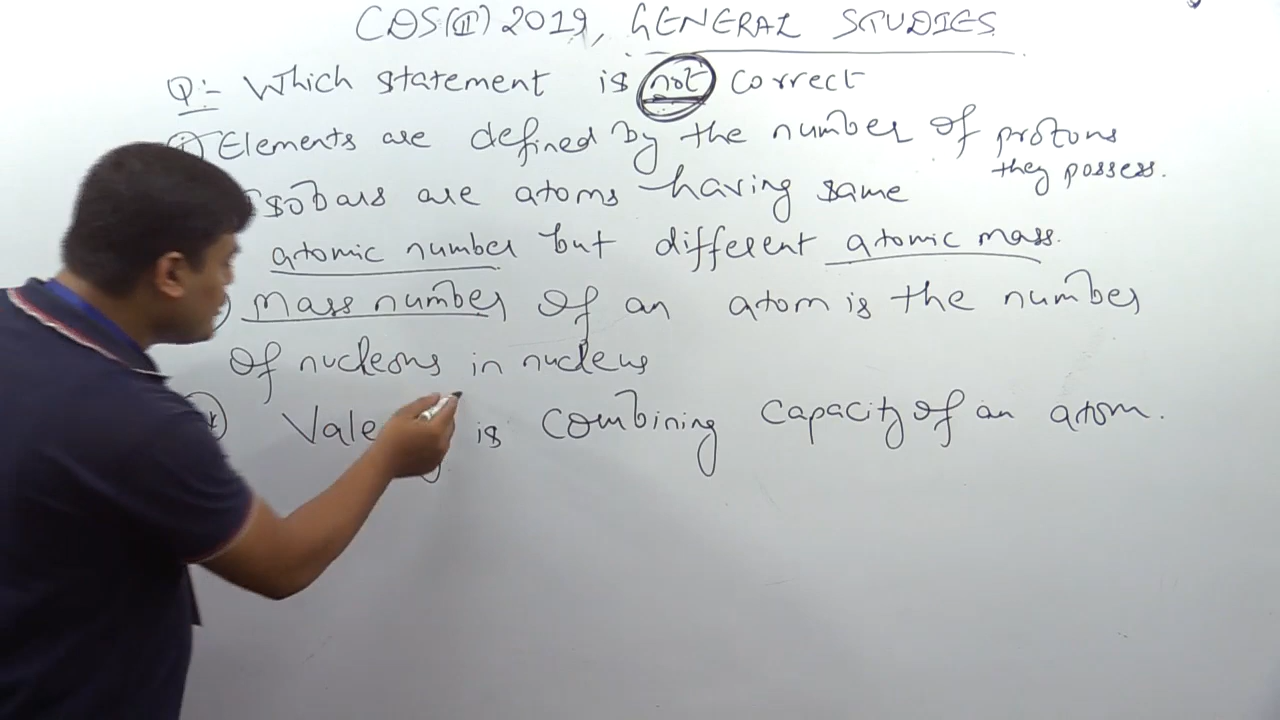 CDS(II) 2019, GENERAL STUDIES
Q:- Which statement is not correct
Elements are defined by the number of protons
they possess.
sobars are atoms having same
atomic number but different atomic mass.
Mass number of an atom is the number
of nucleons in nucleus
Vale is combining capacity of an atom.